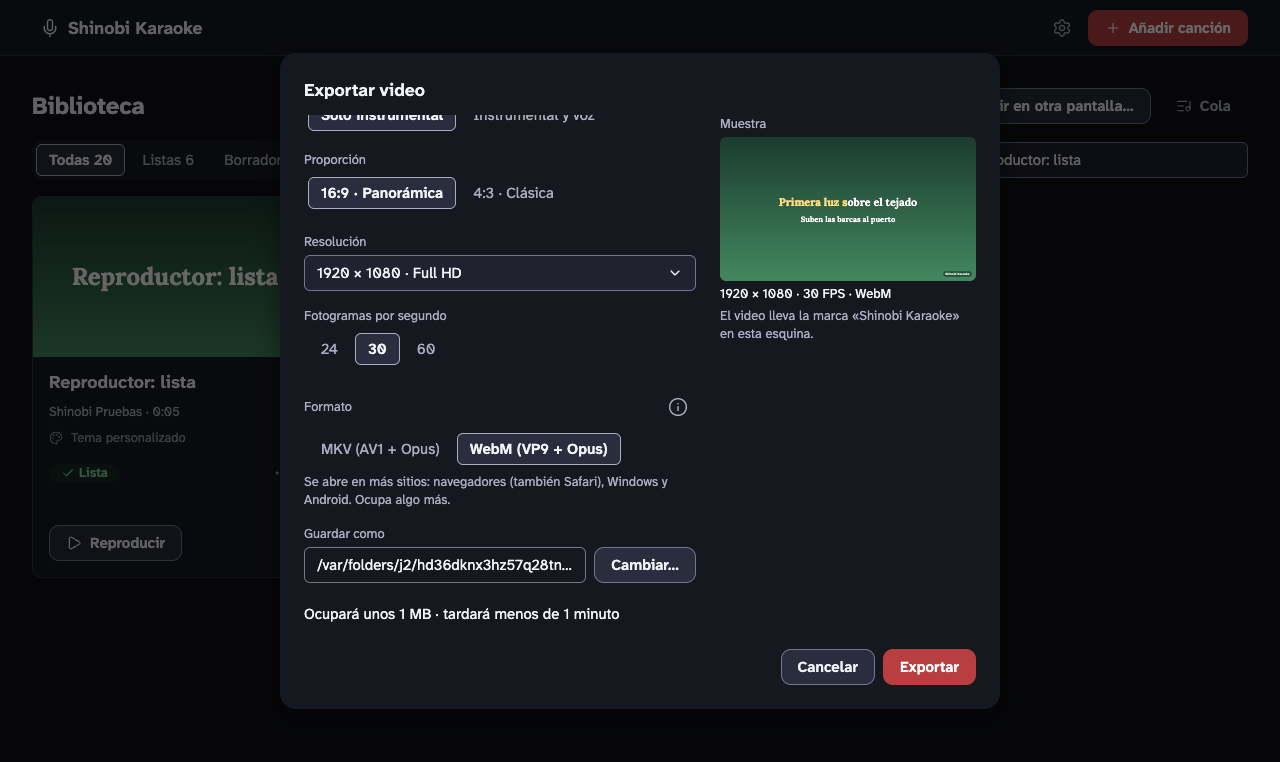 Shinobi Karaoke
Añadir canción
Biblioteca
ir en otra pantalla...
Cola
Todas 20
Listas 6
Borrador
oductor: lista
Reproductor: lista
Reproductor: lista
Shinobi Pruebas · 0:05
Tema personalizado
Lista
Reproducir
Exportar video
Solo instrumental
Instrumental y voz
Proporción
16:9 · Panorámica
4:3 · Clásica
Resolución
1920 × 1080 · Full HD
Fotogramas por segundo
24
30
60
Formato
MKV (AV1 + Opus)
WebM (VP9 + Opus)
Se abre en más sitios: navegadores (también Safari), Windows y
Android. Ocupa algo más.
Guardar como
/var/folders/j2/hd36dknx3hz57q28tn...
Cambiar...
Ocupará unos 1 MB · tardará menos de 1 minuto
Muestra
Primera luz sobre el tejado
Suben las barcas al puerto
Shinobi Karaoke
1920 × 1080 · 30 FPS · WebM
El video lleva la marca «Shinobi Karaoke»
en esta esquina.
Cancelar
Exportar